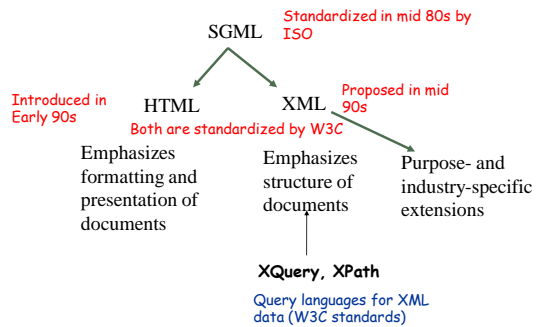 Standardized in mid 80s by
ISO
SGML
Introduced in
Early 90s
HTML
XML
Proposed in mid
90s
Both are standardized by W3C
Emphasizes
formatting and
presentation of
documents
Emphasizes
structure of
documents
Purpose- and
industry-specific
extensions
XQuery, XPath
Query languages for XML
data (W3C standards)